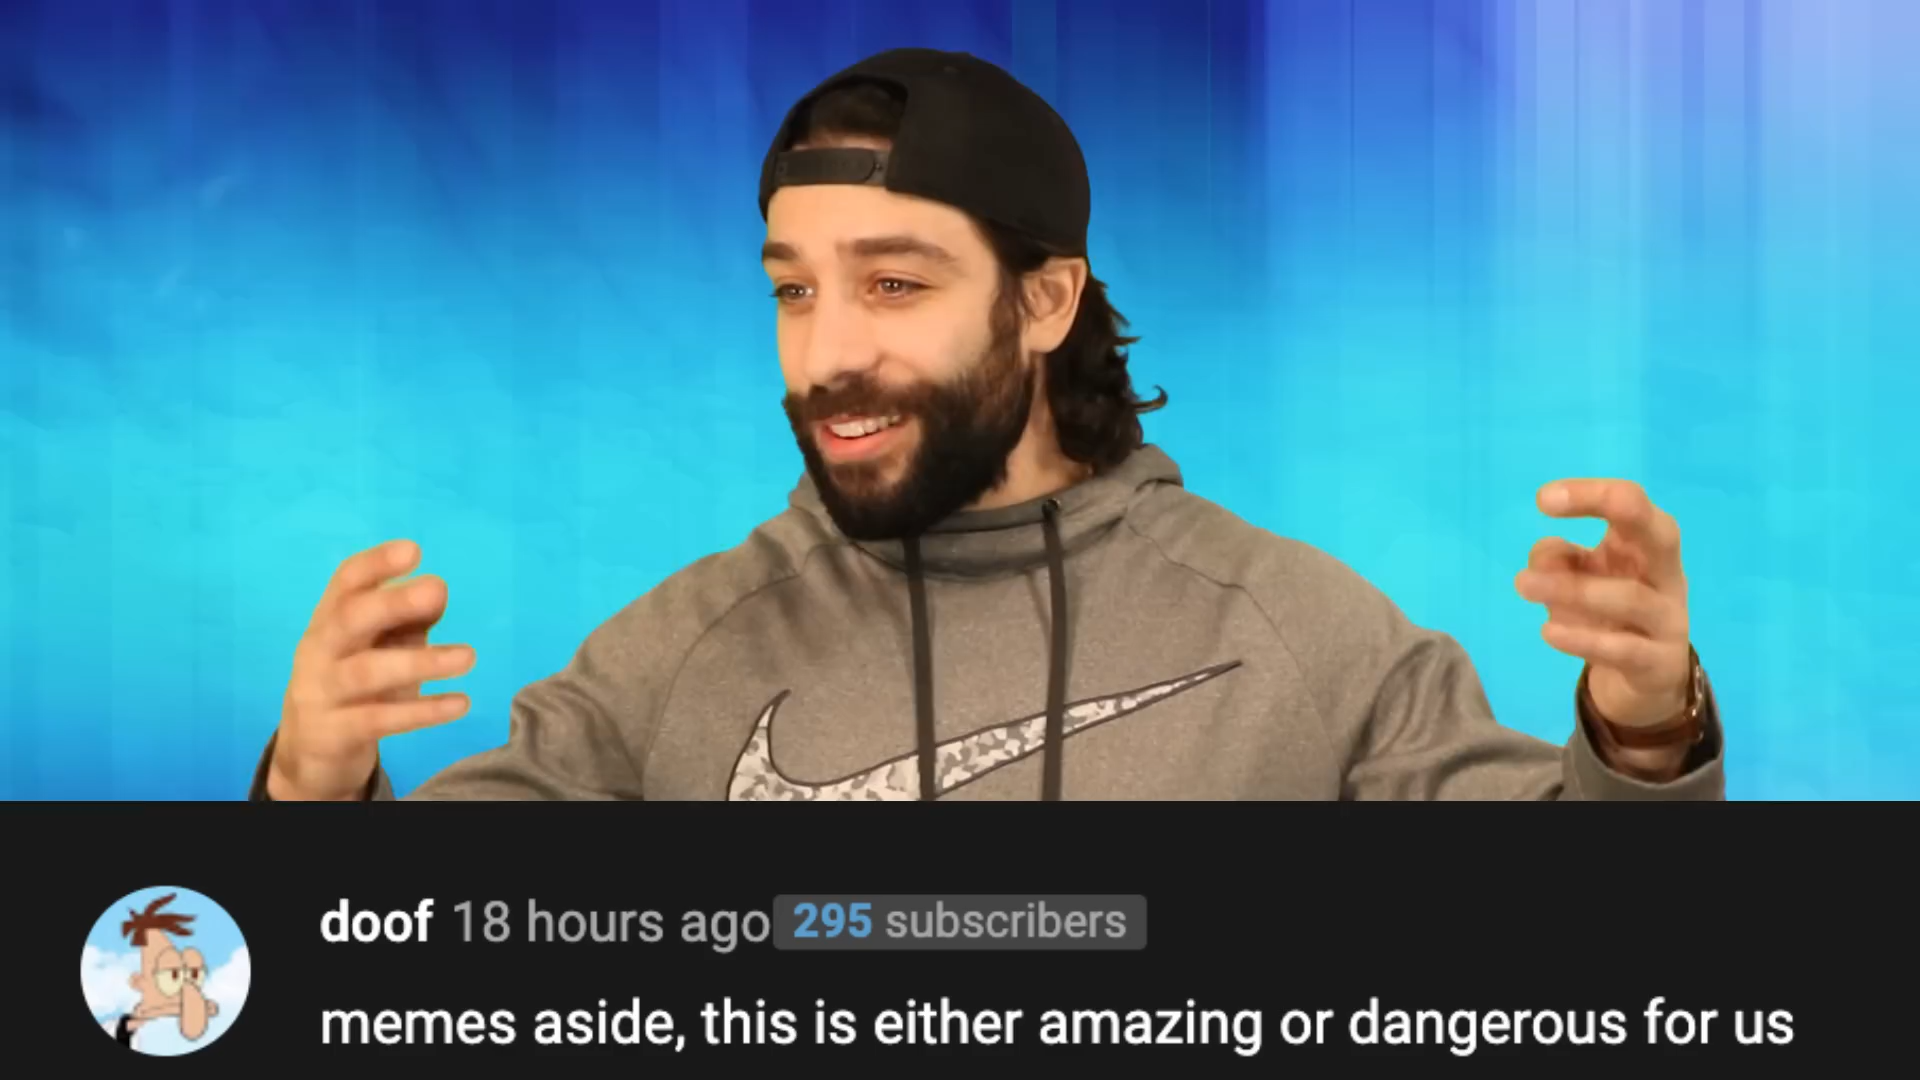 doof 18 hours ago 295 subscribers
memes aside, this is either amazing or dangerous for us